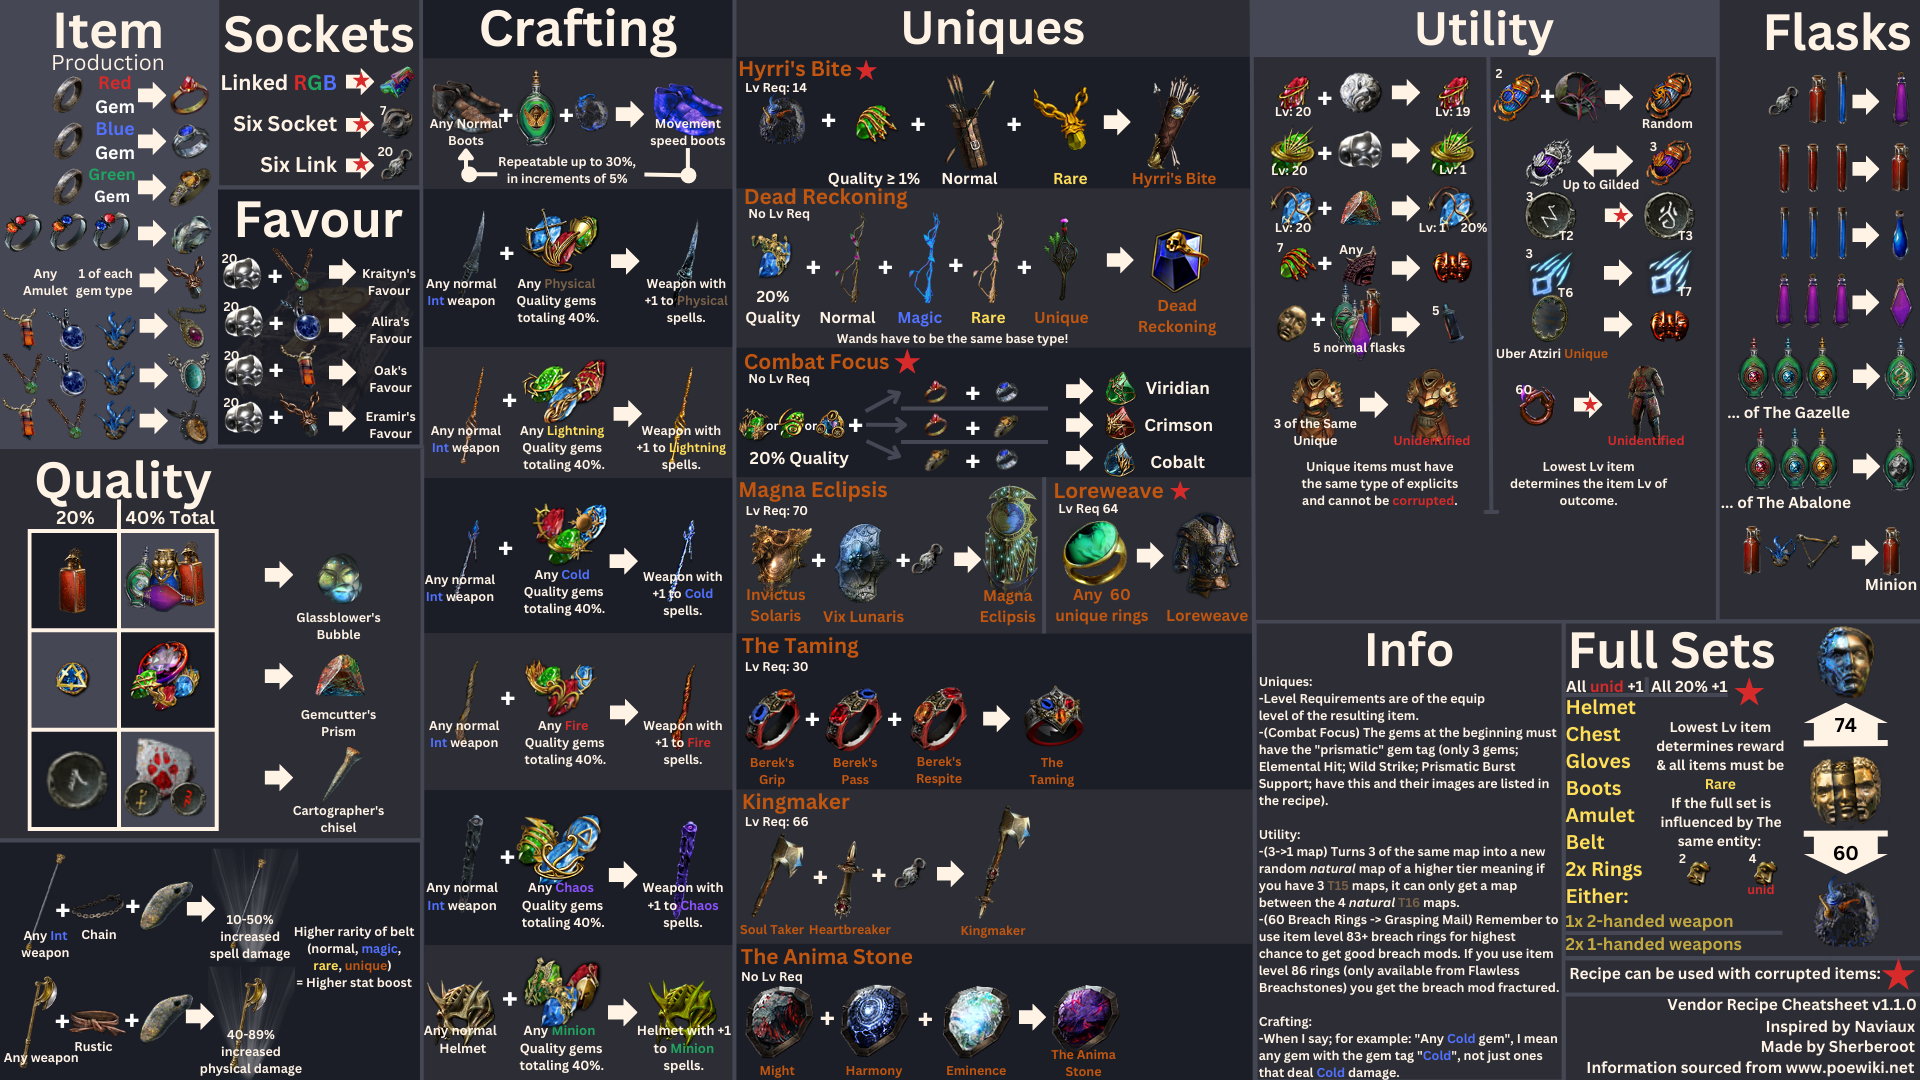 Item
Production
Red
Gem
Blue
Gem
Green
Gem
Any
Amulet
1 of each
gem type
Sockets
Linked RGB
Six Socket
7
Six Link
20
Favour
20
Kraityn's
Favour
20
Alira's
Favour
20
Oak's
Favour
20
Eramir's
Favour
Quality
20%
40% Total
Glassblower's
Bubble
Gemcutter's
Prism
Cartographer's
chisel
Any Int
weapon
Chain
10-50%
increased
spell damage
Higher rarity of belt
(normal, magic,
rare, unique)
= Higher stat boost
Any weapon
Rustic
40-89%
increased
physical damage
Crafting
Any Normal
Boots
Movement
speed boots
Repeatable up to 30%,
in increments of 5%
Any normal
Int weapon
Any Physical
Quality gems
totaling 40%.
Weapon with
+1 to Physical
spells.
Any normal
Int weapon
Any Lightning
Quality gems
totaling 40%.
Weapon with
+1 to Lightning
spells.
Any normal
Int weapon
Any Cold
Quality gems
totaling 40%.
Weapon with
+1 to Cold
spells.
Any normal
Int weapon
Any Fire
Quality gems
totaling 40%.
Weapon with
+1 to Fire
spells.
Any normal
Int weapon
Any Chaos
Quality gems
totaling 40%.
Weapon with
+1 to Chaos
spells.
Any normal
Helmet
Any Minion
Quality gems
totaling 40%.
Helmet with +1
to Minion
spells.
Uniques
Hyrri's Bite
Lv Req: 14
Quality ≥ 1%
Normal
Rare
Hyrri's Bite
Dead Reckoning
No Lv Req
20%
Quality
Normal
Magic
Rare
Unique
Dead
Reckoning
Wands have to be the same base type!
Combat Focus
No Lv Req
or or
20% Quality
Viridian
Crimson
Cobalt
Magna Eclipsis
Lv Req: 70
Invictus
Solaris
Vix Lunaris
Magna
Eclipsis
Loreweave
Lv Req 64
Any 60
unique rings
Loreweave
The Taming
Lv Req: 30
Berek's
Grip
Berek's
Pass
Berek's
Respite
The
Taming
Kingmaker
Lv Req: 66
Soul Taker
Heartbreaker
Kingmaker
The Anima Stone
No Lv Req
Might
Harmony
Eminence
The Anima
Stone
Utility
Lv: 20
Lv: 19
Lv: 20
Lv: 1
Lv: 20
Lv: 1 20%
7
Any
5
5 normal flasks
3 of the Same
Unique
Unidentified
Unique items must have
the same type of explicits
and cannot be corrupted.
2
Random
3
Up to Gilded
3
T2
T3
3
T6
T7
Uber Atziri Unique
60
Unidentified
Lowest Lv item
determines the item Lv of
outcome.
Flasks
... of The Gazelle
... of The Abalone
Minion
Info
Uniques:
-Level Requirements are of the equip
level of the resulting item.
-(Combat Focus) The gems at the beginning must
have the "prismatic" gem tag (only 3 gems;
Elemental Hit; Wild Strike; Prismatic Burst
Support; have this and their images are listed in
the recipe).
Utility:
-(3->1 map) Turns 3 of the same map into a new
random natural map of a higher tier meaning if
you have 3 T15 maps, it can only get a map
between the 4 natural T16 maps.
-(60 Breach Rings -> Grasping Mail) Remember to
use item level 83+ breach rings for highest
chance to get good breach mods. If you use item
level 86 rings (only available from Flawless
Breachstones) you get the breach mod fractured.
Crafting:
-When I say; for example: "Any Cold gem", I mean
any gem with the gem tag "Cold", not just ones
that deal Cold damage.
Full Sets
All unid +1
All 20% +1
Helmet
Chest
Gloves
Boots
Amulet
Belt
2x Rings
Either:
1x 2-handed weapon
2x 1-handed weapons
Lowest Lv item
determines reward
& all items must be
Rare
If the full set is
influenced by The
same entity:
2
4
unid
74
60
Recipe can be used with corrupted items:
Vendor Recipe Cheatsheet v1.1.0
Inspired by Naviaux
Made by Sherberoot
Information sourced from www.poewiki.net